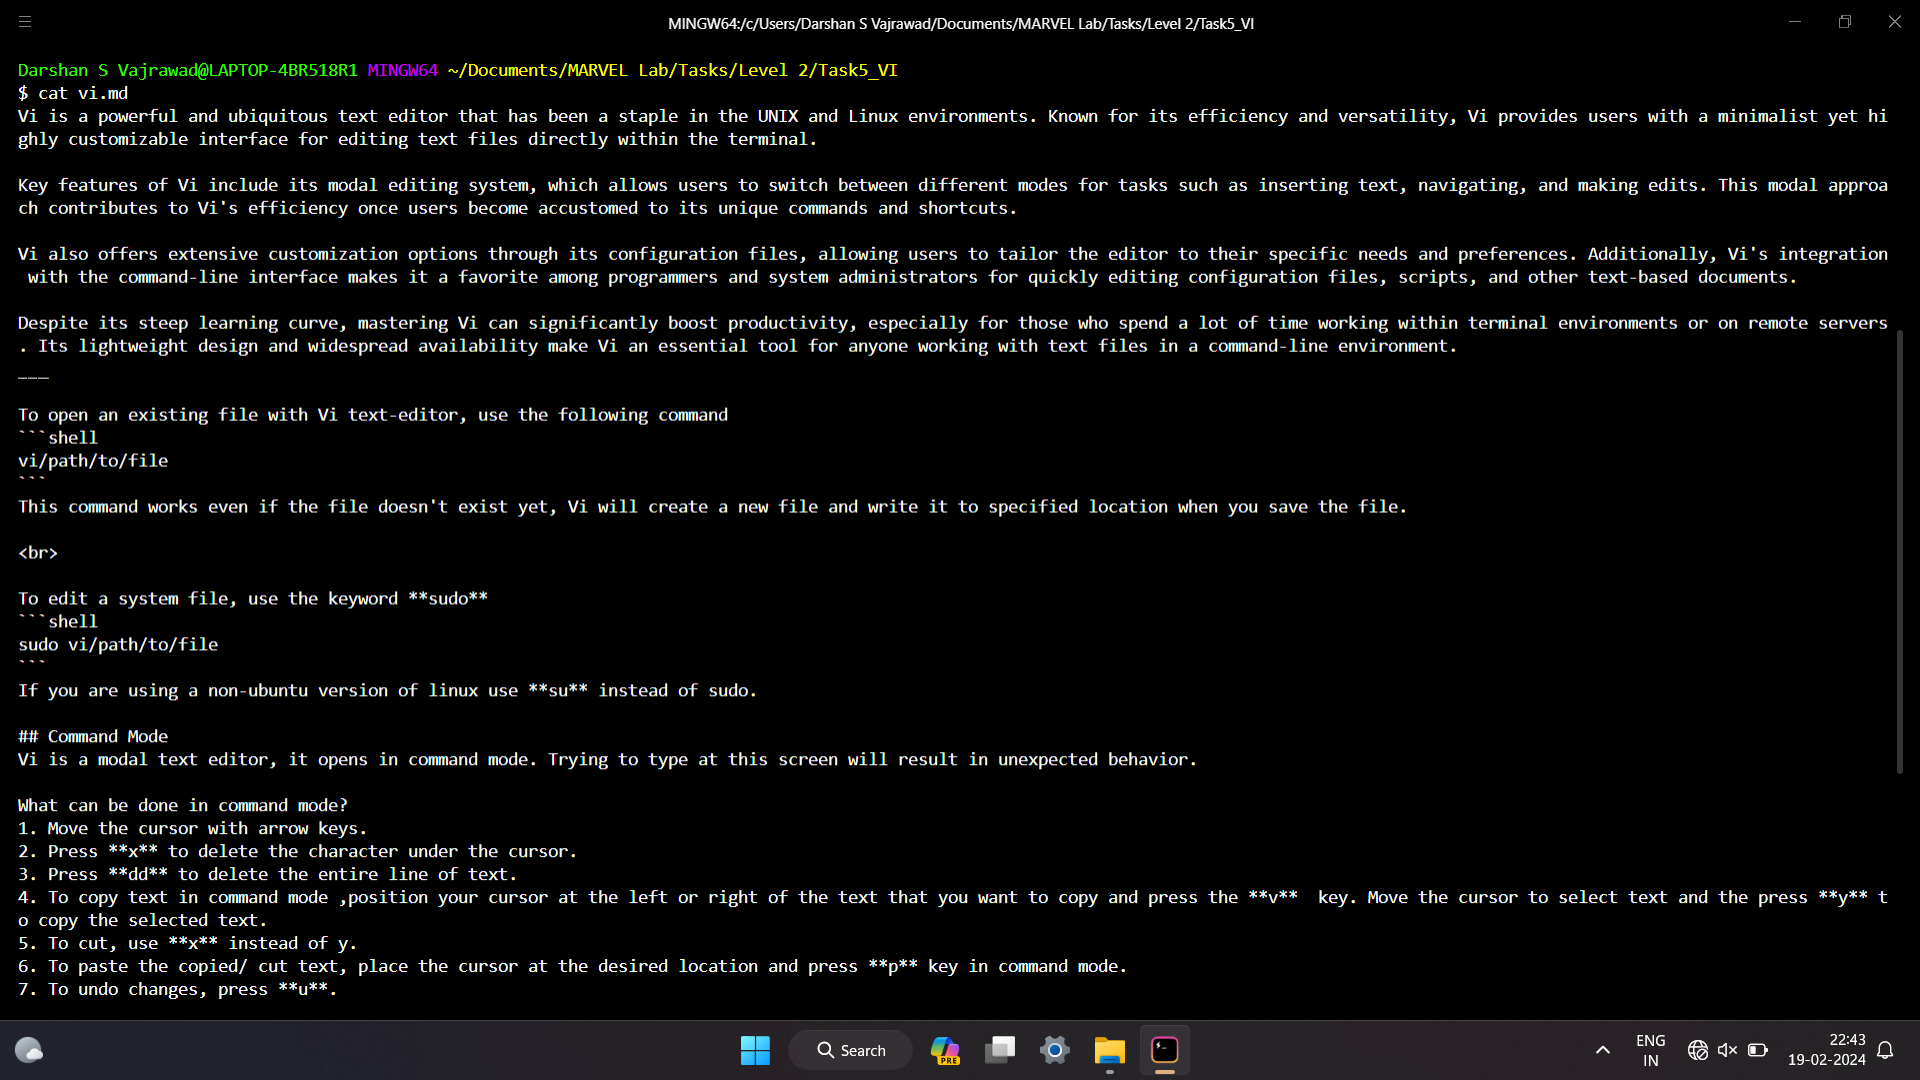 MINGW64:/c/Users/Darshan S Vajrawad/Documents/MARVEL Lab/Tasks/Level 2/Task5_VI
Darshan S Vajrawad@LAPTOP-4BR518R1 MINGW64 ~/Documents/MARVEL Lab/Tasks/Level 2/Task5_VI
$ cat vi.md
Vi is a powerful and ubiquitous text editor that has been a staple in the UNIX and Linux environments. Known for its efficiency and versatility, Vi provides users with a minimalist yet hi
ghly customizable interface for editing text files directly within the terminal.
Key features of Vi include its modal editing system, which allows users to switch between different modes for tasks such as inserting text, navigating, and making edits. This modal approa
ch contributes to Vi's efficiency once users become accustomed to its unique commands and shortcuts.
Vi also offers extensive customization options through its configuration files, allowing users to tailor the editor to their specific needs and preferences. Additionally, Vi's integration
with the command-line interface makes it a favorite among programmers and system administrators for quickly editing configuration files, scripts, and other text-based documents.
Despite its steep learning curve, mastering Vi can significantly boost productivity, especially for those who spend a lot of time working within terminal environments or on remote servers
. Its lightweight design and widespread availability make Vi an essential tool for anyone working with text files in a command-line environment.
___
To open an existing file with Vi text-editor, use the following command
```shell
vi/path/to/file
```
This command works even if the file doesn't exist yet, Vi will create a new file and write it to specified location when you save the file.
<br>
To edit a system file, use the keyword **sudo**
```shell
sudo vi/path/to/file
```
If you are using a non-ubuntu version of linux use **su** instead of sudo.
## Command Mode
Vi is a modal text editor, it opens in command mode. Trying to type at this screen will result in unexpected behavior.
What can be done in command mode?
1. Move the cursor with arrow keys.
2. Press **x** to delete the character under the cursor.
3. Press **dd** to delete the entire line of text.
4. To copy text in command mode ,position your cursor at the left or right of the text that you want to copy and press the **v**  key. Move the cursor to select text and the press **y** t
o copy the selected text.
5. To cut, use **x** instead of y.
6. To paste the copied/ cut text, place the cursor at the desired location and press **p** key in command mode.
7. To undo changes, press **u**.
Search
PRE
ENG
IN
22:43
19-02-2024